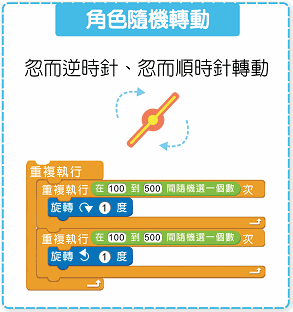 角色隨機轉動
忽而逆時針、忽而順時針轉動
重複執行
重複執行 在 100 到 500 間隨機選一個數 次
旋轉 1 度
重複執行 在 100 到 500 間隨機選一個數 次
旋轉 1 度